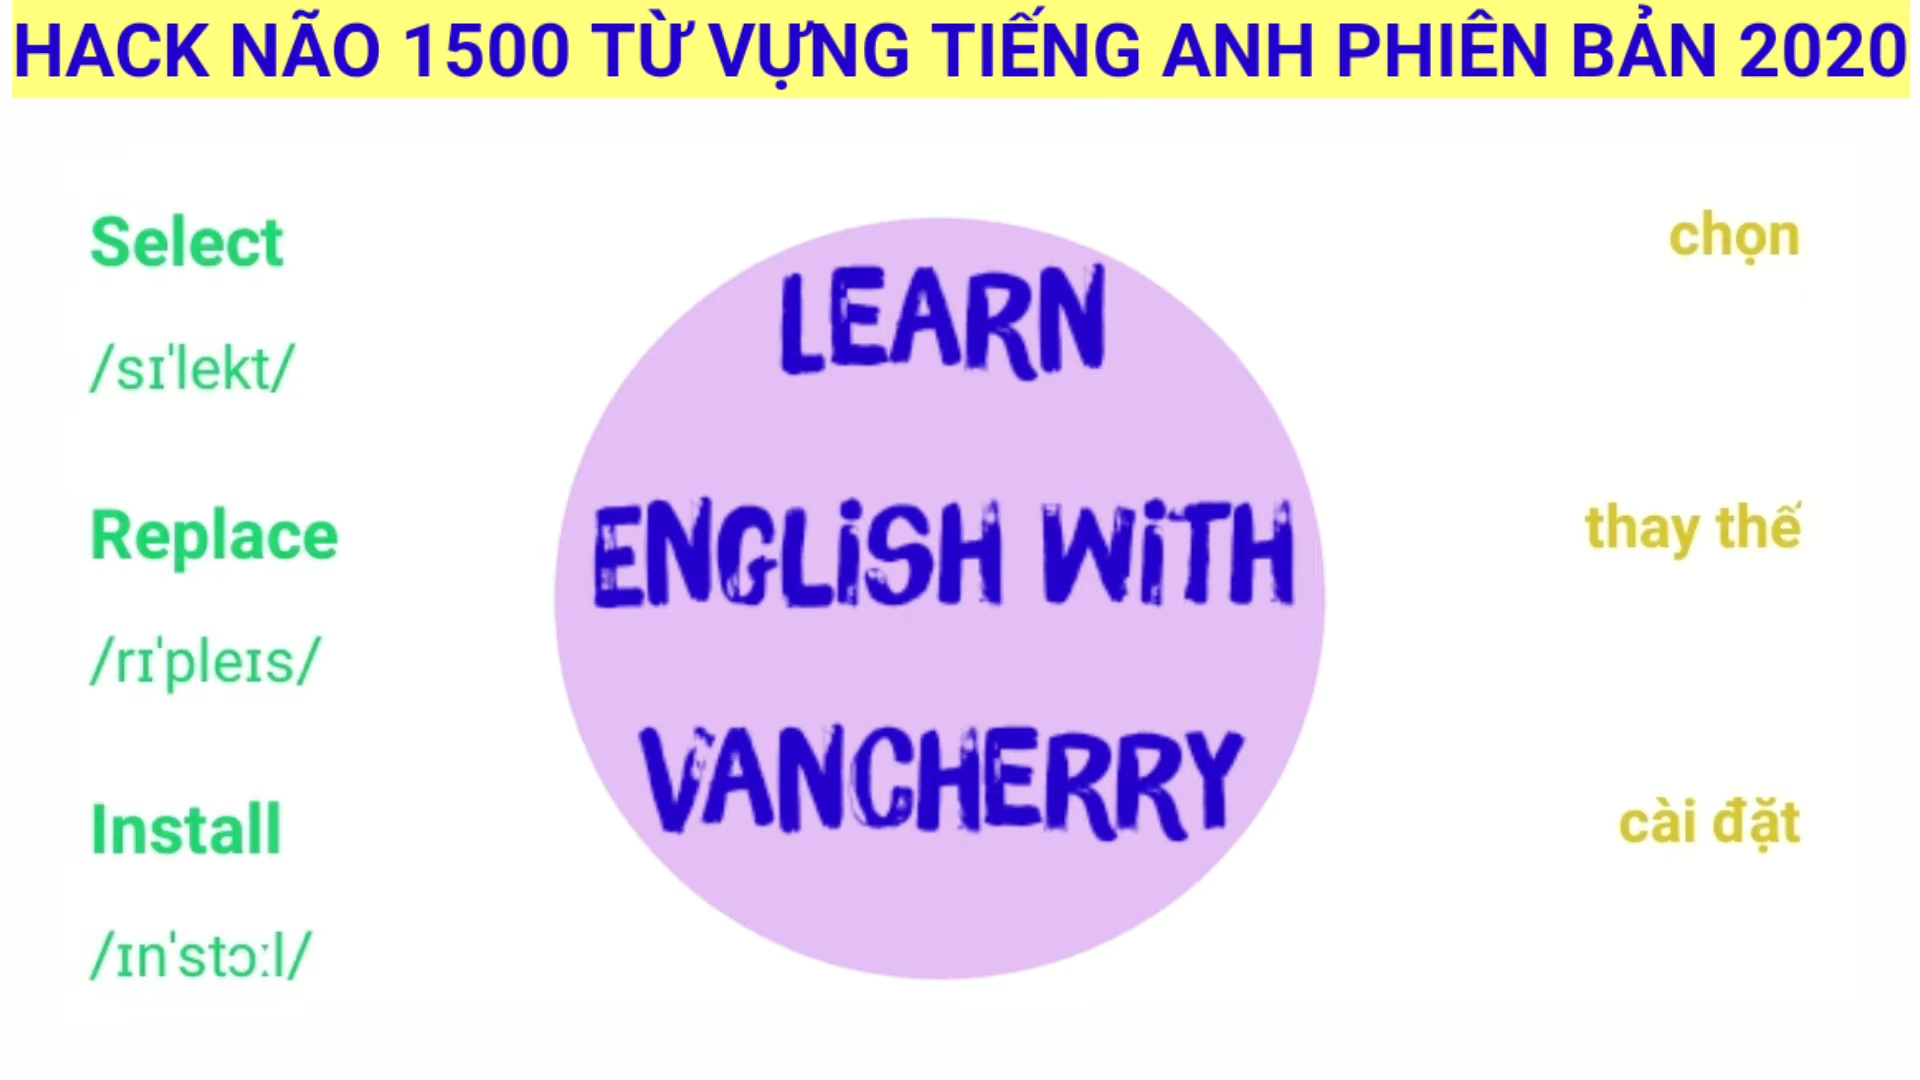 HACK NÃO 1500 TỪ VỰNG TIẾNG ANH PHIÊN BẢN 2020
Select
chọn
/sɪˈlekt/
Replace
thay thế
/rɪˈpleɪs/
Install
cài đặt
/ɪnˈstɔːl/
LEARN
ENGLiSH WiTH
VANCHERRY